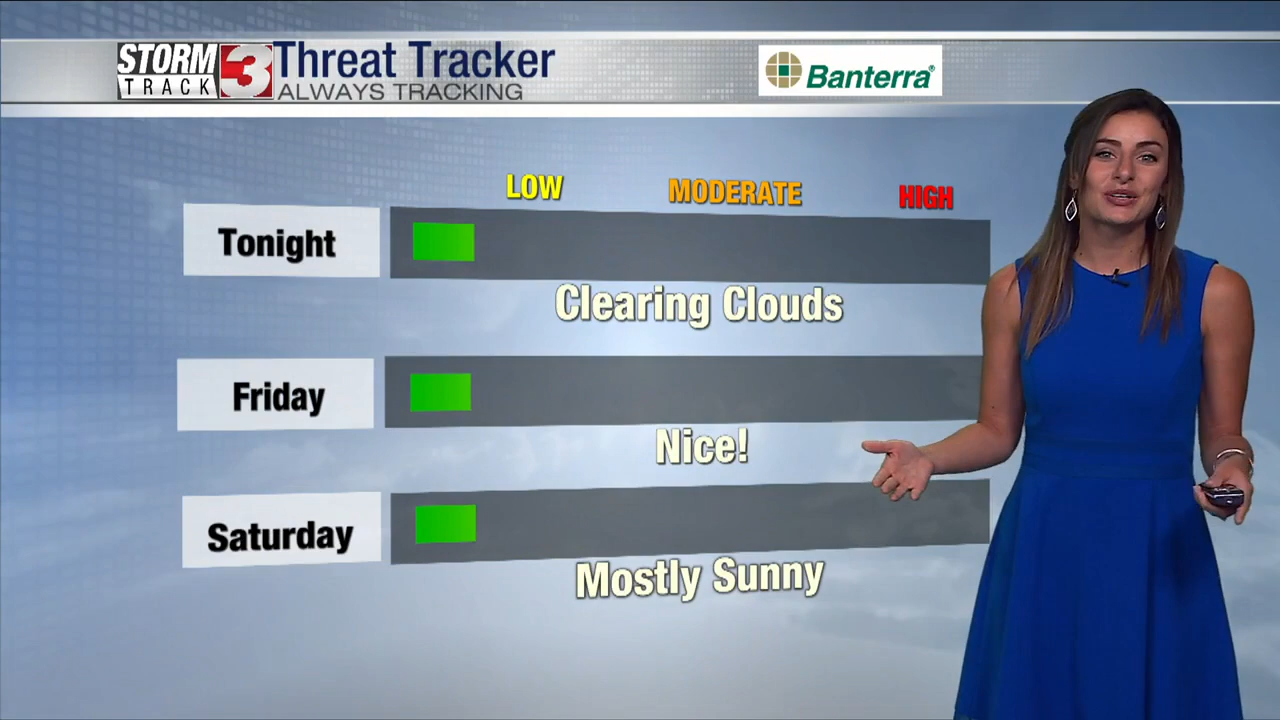 STORM
TRACK
3
Threat Tracker
ALWAYS TRACKING
Banterra®
LOW MODERATE HIGH
Tonight
Clearing Clouds
Friday
Nice!
Saturday
Mostly Sunny